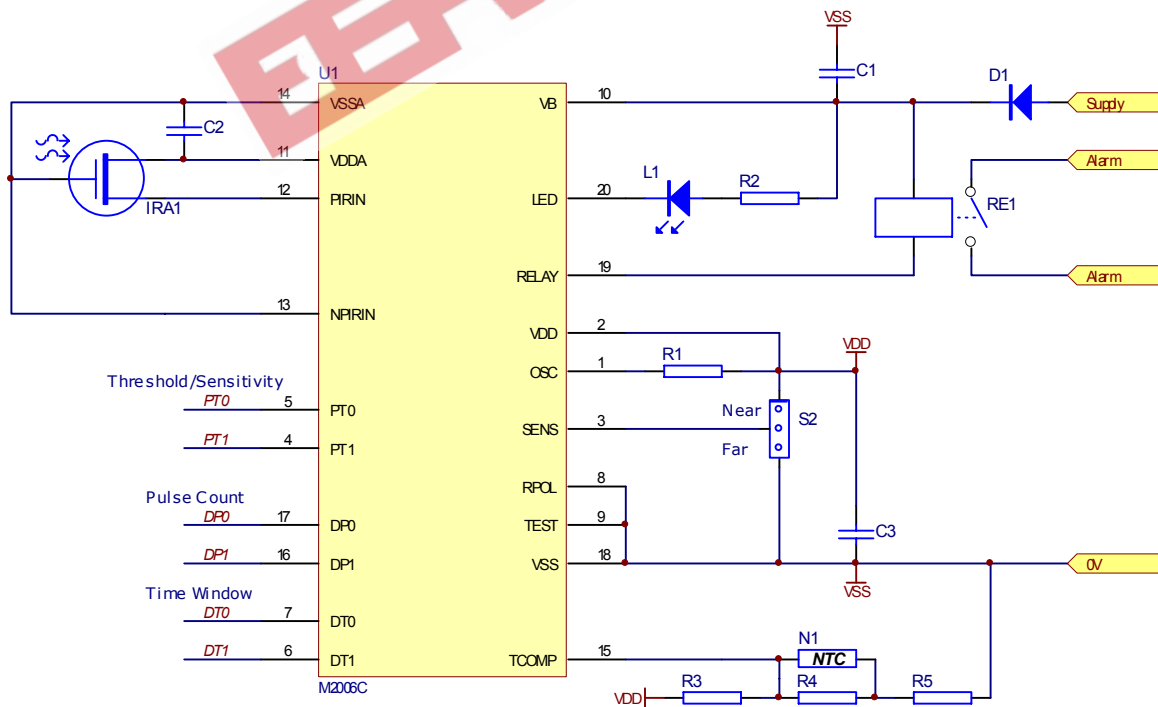 VSS
U1
C1
D1
14
VSSA
VB
10
Supply
C2
11
VDDA
Alarm
L1
R2
12
PIRIN
LED
20
RE1
IRA1
RELAY
19
Alarm
13
NPIRIN
VDD
2
VDD
R1
OSC
1
Threshold/Sensitivity
PT0
5
PT0
Near
S2
SENS
3
PT1
4
PT1
Far
RPOL
8
Pulse Count
DP0
17
DP0
TEST
9
C3
DP1
16
DP1
VSS
18
0V
VSS
Time Window
DT0
7
DT0
N1
DT1
6
DT1
TCOMP
15
NTC
M2006C
VDD
R3
R4
R5